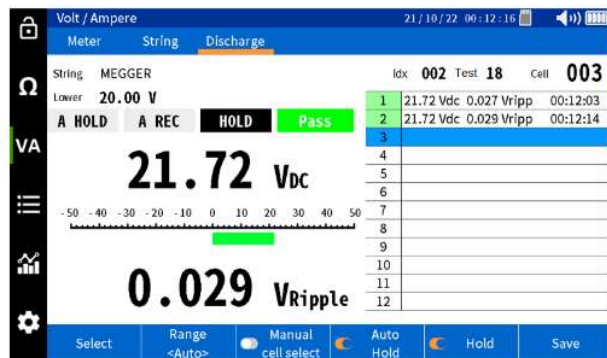 Volt / Ampere
21/10/22 00:12:16
Meter String Discharge
String MEGGER
Idx 002 Test 18 Cell 003
Lower 20.00 V
A HOLD A REC HOLD Pass
Ω
VA
21.72 VDC
-50 -40 -30 -20 -10 0 10 20 30 40 50
0.029 VRipple
1 21.72 Vdc 0.027 Vripp 00:12:03
2 21.72 Vdc 0.029 Vripp 00:12:14
3
4
5
6
7
8
9
10
11
12
Select
Range
<Auto>
Manual
cell select
Auto
Hold
Hold
Save